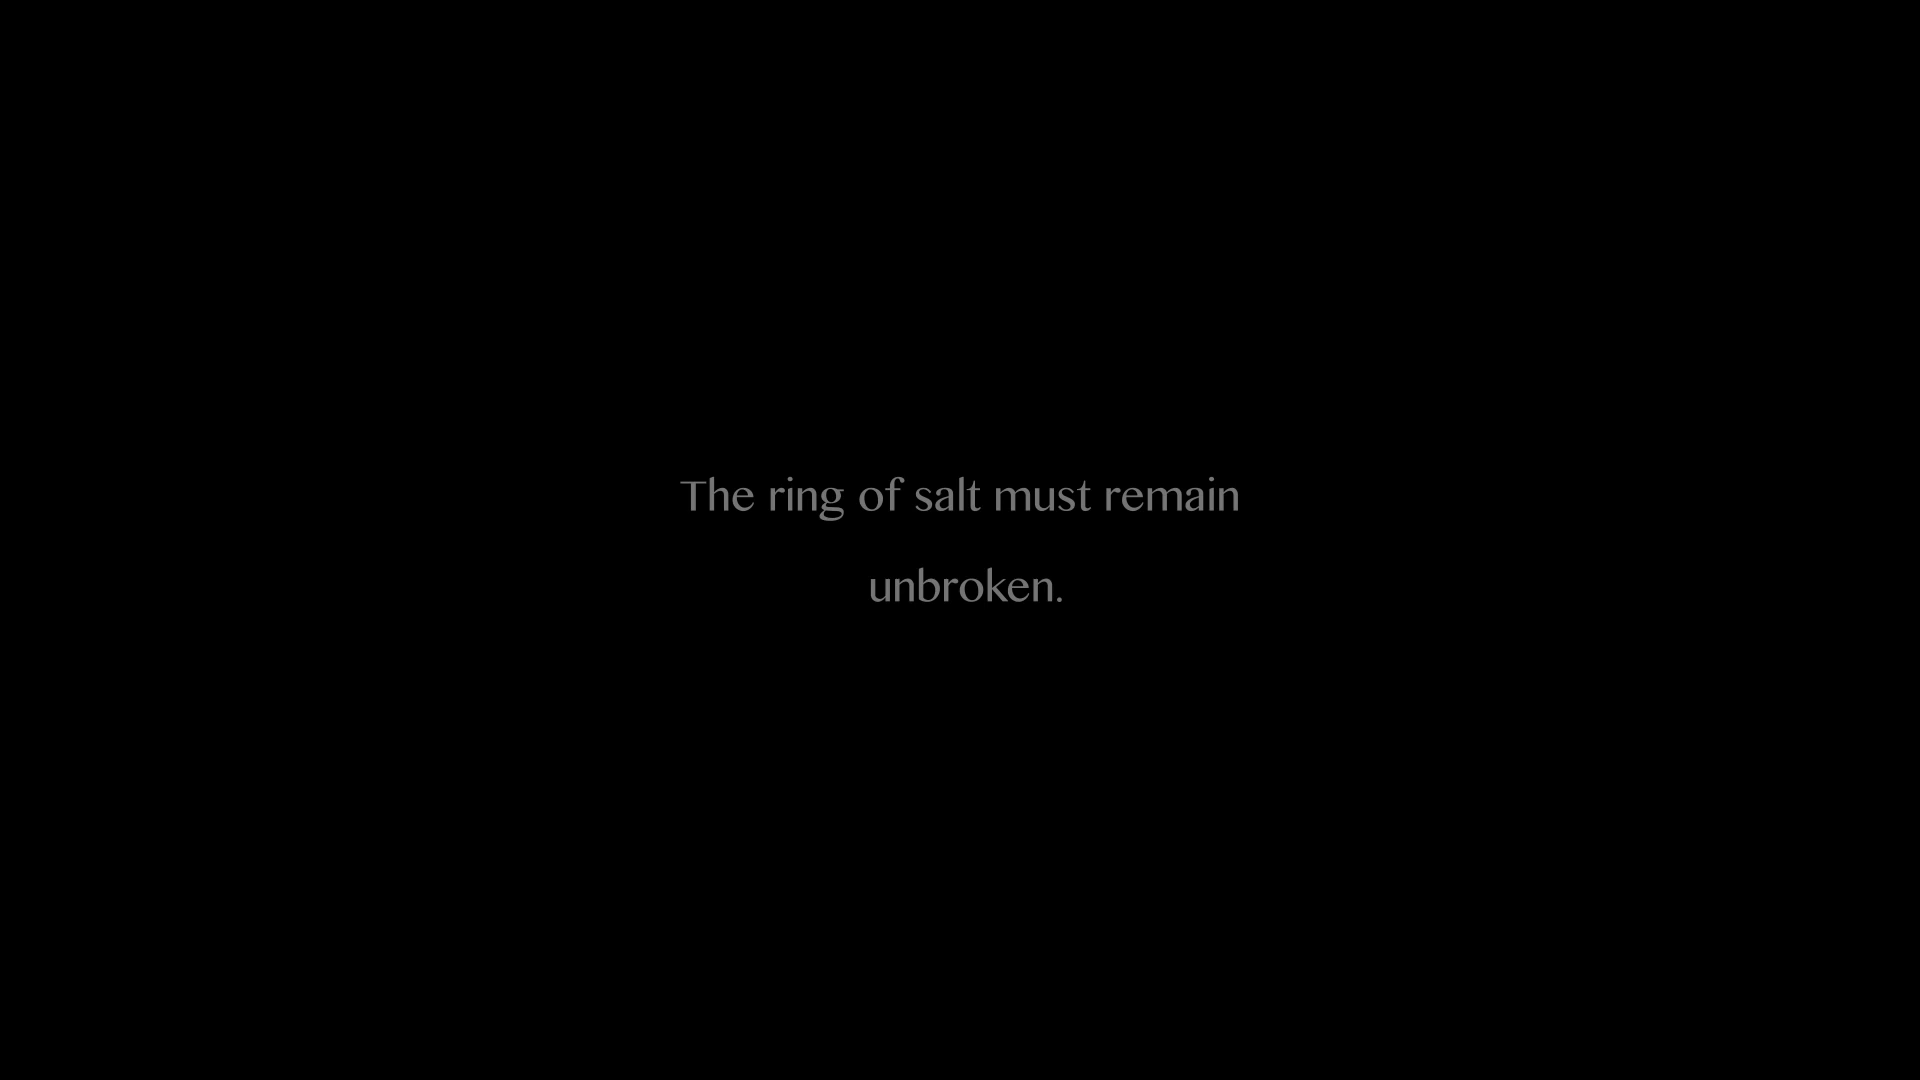 The ring of salt must remain
unbroken.